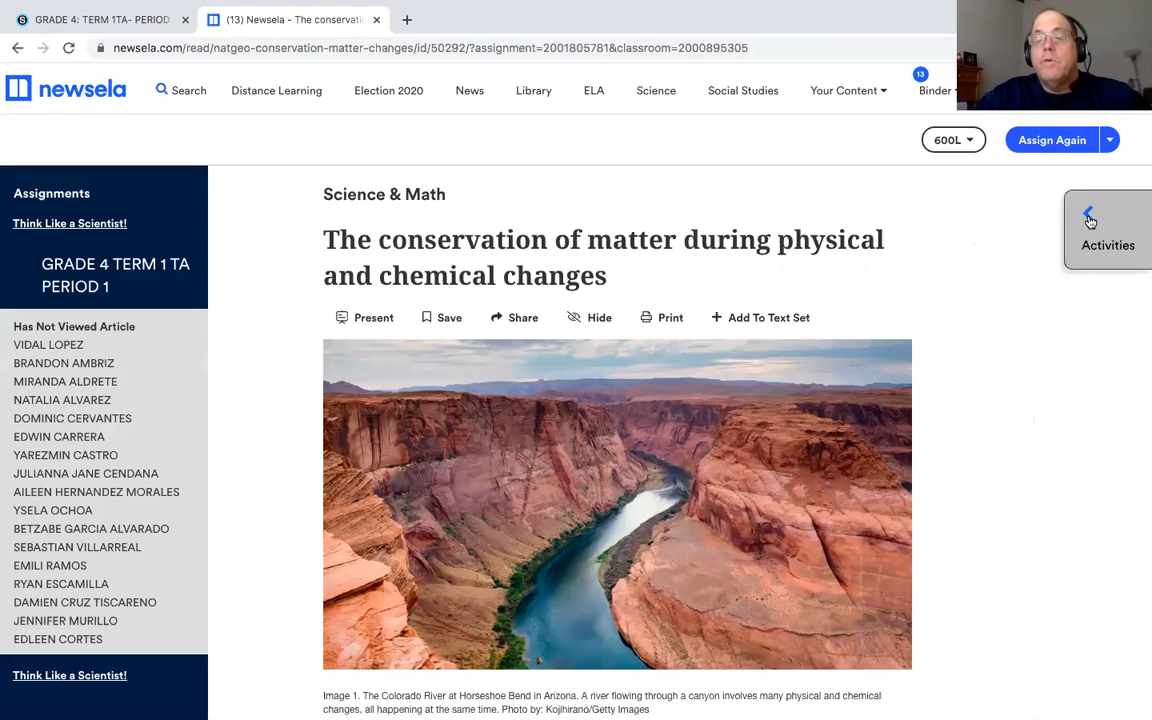 GRADE 4: TERM 1TA- PERIOD
(13) Newsela - The conservati
newsela.com/read/natgeo-conservation-matter-changes/id/50292/?assignment=2001805781&classroom=2000895305
newsela
Search
Distance Learning
Election 2020
News
Library
ELA
Science
Social Studies
Your Content
13
Binder
600L
Assign Again
Assignments
Think Like a Scientist!
GRADE 4 TERM 1 TA
PERIOD 1
Has Not Viewed Article
VIDAL LOPEZ
BRANDON AMBRIZ
MIRANDA ALDRETE
NATALIA ALVAREZ
DOMINIC CERVANTES
EDWIN CARRERA
YAREZMIN CASTRO
JULIANNA JANE CENDANA
AILEEN HERNANDEZ MORALES
YSELA OCHOA
BETZABE GARCIA ALVARADO
SEBASTIAN VILLARREAL
EMILI RAMOS
RYAN ESCAMILLA
DAMIEN CRUZ TISCARENO
JENNIFER MURILLO
EDLEEN CORTES
Think Like a Scientist!
Science & Math
The conservation of matter during physical
and chemical changes
Present
Save
Share
Hide
Print
Add To Text Set
Image 1. The Colorado River at Horseshoe Bend in Arizona. A river flowing through a canyon involves many physical and chemical
changes, all happening at the same time. Photo by: Kojihirano/Getty Images
Activities